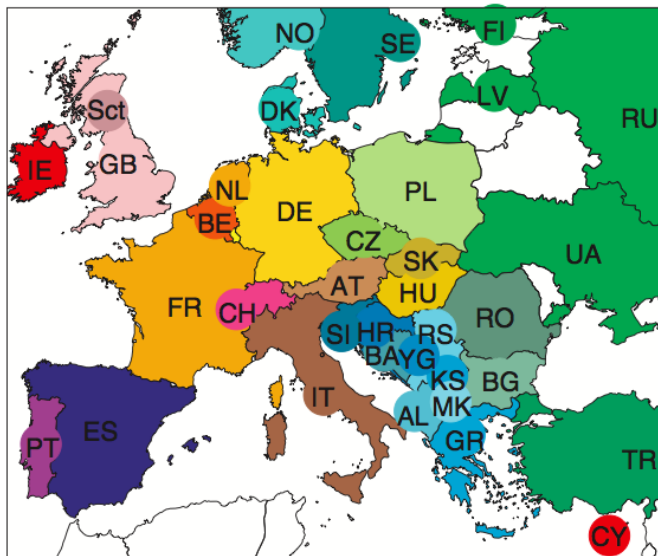 NO
SE
FI
Sct
DK
LV
RU
IE
GB
NL
DE
PL
BE
CZ
SK
UA
FR
CH
AT
HU
RO
SI
HR
RS
BA
YG
KS
BG
PT
ES
IT
AL
MK
GR
TR
CY